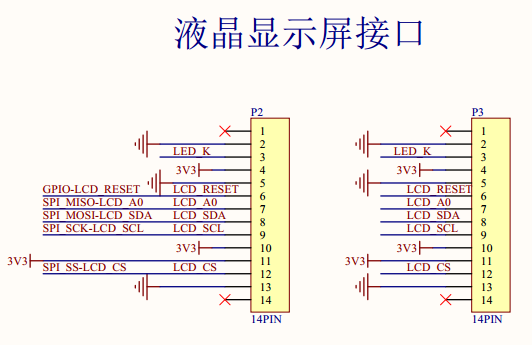 液晶显示屏接口
P2
1
2
LED_K 3
3V3 4
5
GPIO-LCD_RESET LCD_RESET 6
SPI_MISO-LCD_A0 LCD_A0 7
SPI_MOSI-LCD_SDA LCD_SDA 8
SPI_SCK-LCD_SCL LCD_SCL 9
3V3 10
3V3 11
SPI_SS-LCD_CS LCD_CS 12
13
14
14PIN
P3
1
2
LED_K 3
3V3 4
5
LCD_RESET 6
LCD_A0 7
LCD_SDA 8
LCD_SCL 9
3V3 10
3V3 11
LCD_CS 12
13
14
14PIN